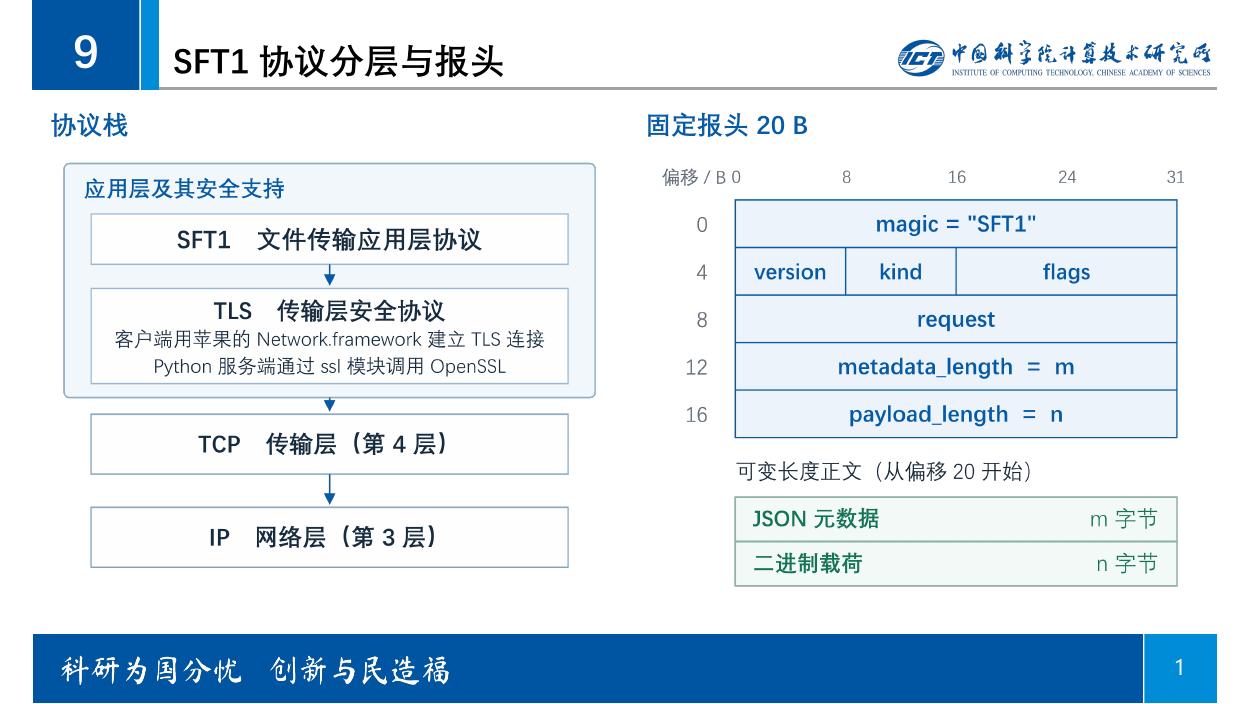 9
SFT1 协议分层与报头
ICT 中国科学院计算技术研究所
INSTITUTE OF COMPUTING TECHNOLOGY, CHINESE ACADEMY OF SCIENCES
协议栈
应用层及其安全支持
SFT1 文件传输应用层协议
TLS 传输层安全协议
客户端用苹果的 Network.framework 建立 TLS 连接
Python 服务端通过 ssl 模块调用 OpenSSL
TCP 传输层（第 4 层）
IP 网络层（第 3 层）
固定报头 20 B
偏移 / B 0 8 16 24 31
0 magic = "SFT1"
4 version kind flags
8 request
12 metadata_length = m
16 payload_length = n
可变长度正文（从偏移 20 开始）
JSON 元数据 m 字节
二进制载荷 n 字节
科研为国分忧 创新与民造福
1